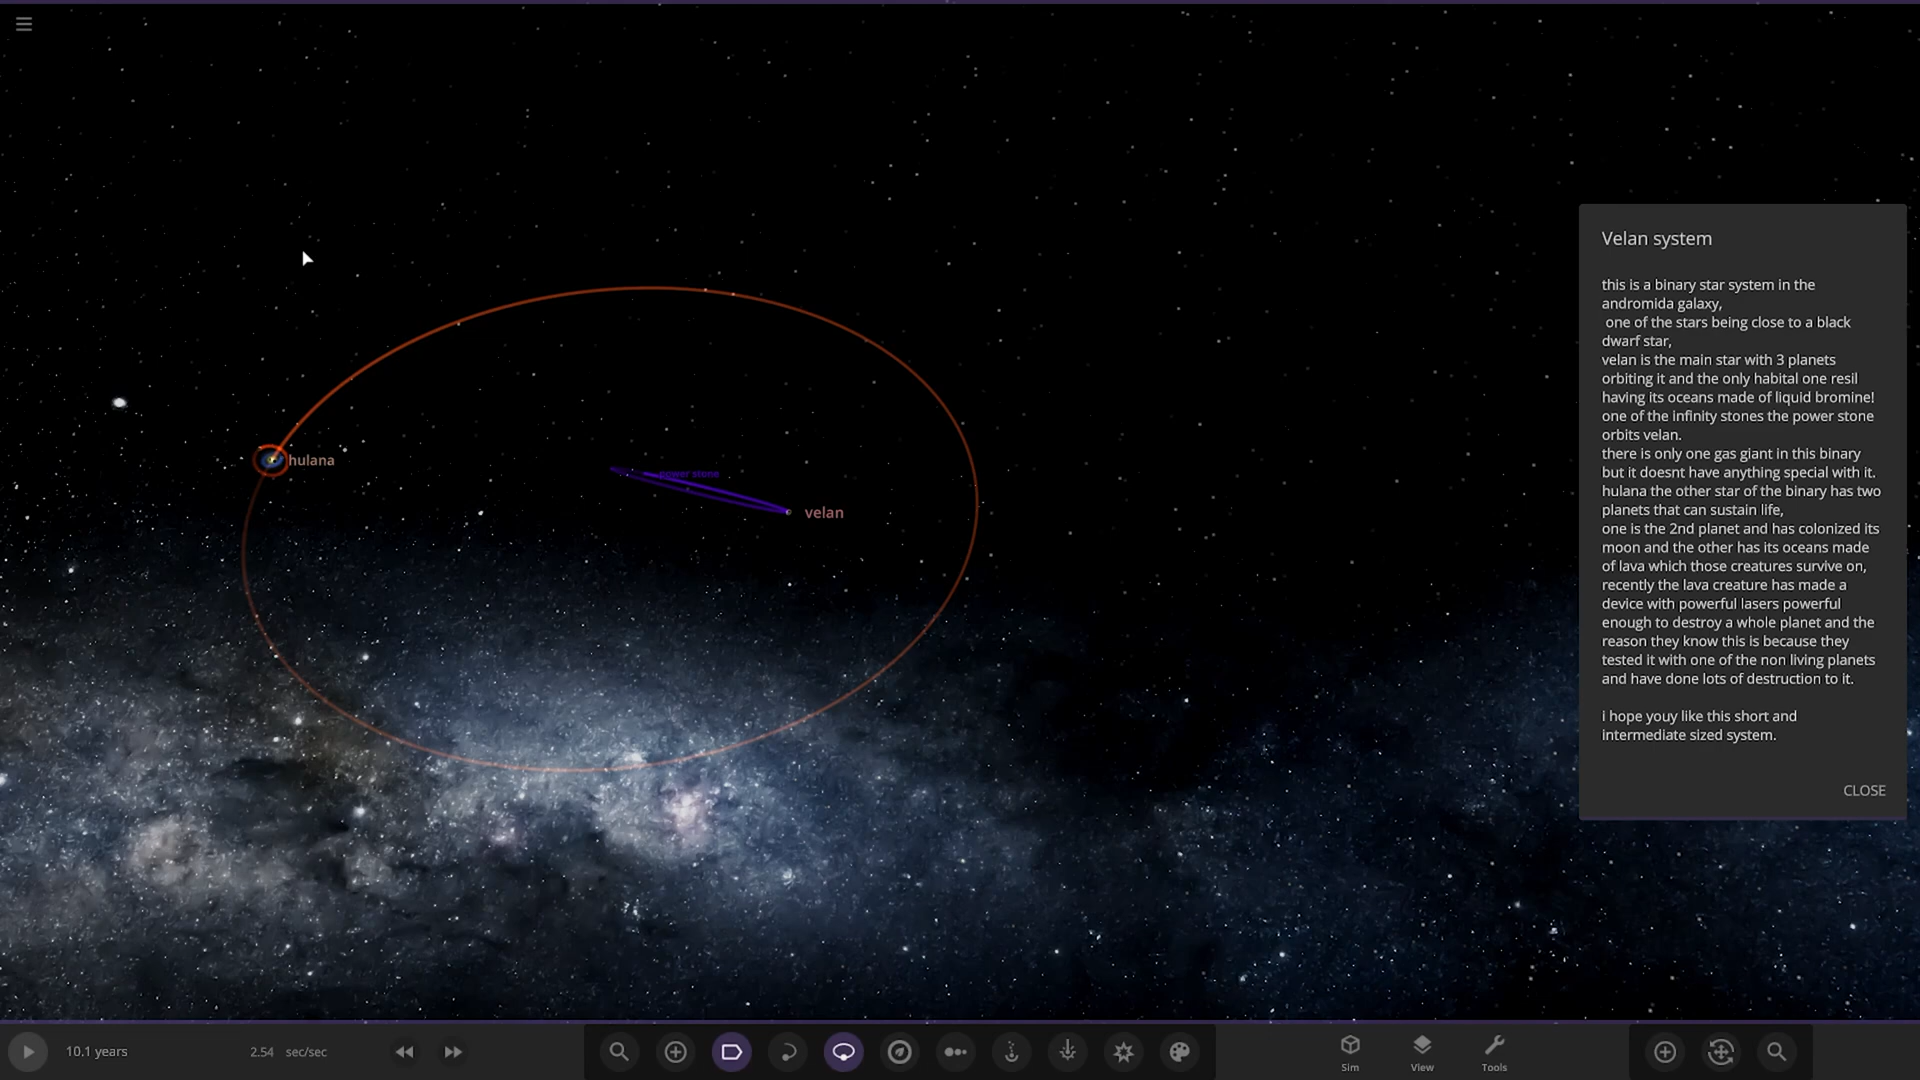 hulana
power stone
velan
Velan system
this is a binary star system in the
andromida galaxy,
one of the stars being close to a black
dwarf star,
velan is the main star with 3 planets
orbiting it and the only habital one resil
having its oceans made of liquid bromine!
one of the infinity stones the power stone
orbits velan.
there is only one gas giant in this binary
but it doesnt have anything special with it.
hulana the other star of the binary has two
planets that can sustain life,
one is the 2nd planet and has colonized its
moon and the other has its oceans made
of lava which those creatures survive on,
recently the lava creature has made a
device with powerful lasers powerful
enough to destroy a whole planet and the
reason they know this is because they
tested it with one of the non living planets
and have done lots of destruction to it.
i hope youy like this short and
intermediate sized system.
CLOSE
10.1 years
2.54 sec/sec
Sim
View
Tools